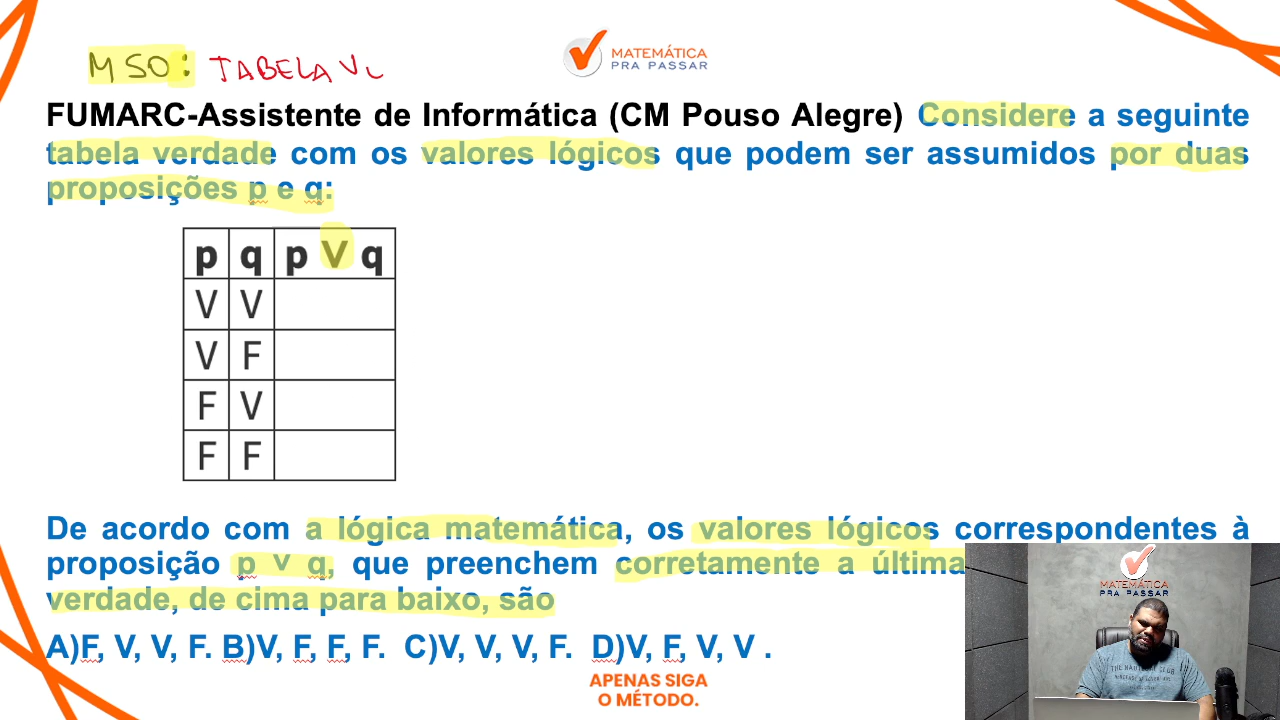 MSO: TABELA V
MATEMÁTICA
PRA PASSAR
FUMARC-Assistente de Informática (CM Pouso Alegre) Considere a seguinte
tabela verdade com os valores lógicos que podem ser assumidos por duas
proposições p e q:
p q p V q
V V
V F
F V
F F
De acordo com a lógica matemática, os valores lógicos correspondentes à
proposição p v q, que preenchem corretamente a última
verdade, de cima para baixo, são
MATEMÁTICA
PRA PASSAR
A)F, V, V, F. B)V, F, F, F. C)V, V, V, F. D)V, F, V, V .
APENAS SIGA
O MÉTODO.